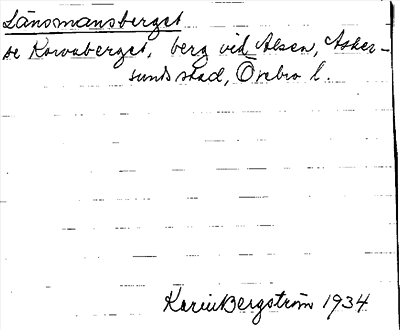 Länsmansberget
se Korvaberget, berg vid Alsen, Asker-
sunds stad, Örebro l.
Karin Bergström 1934